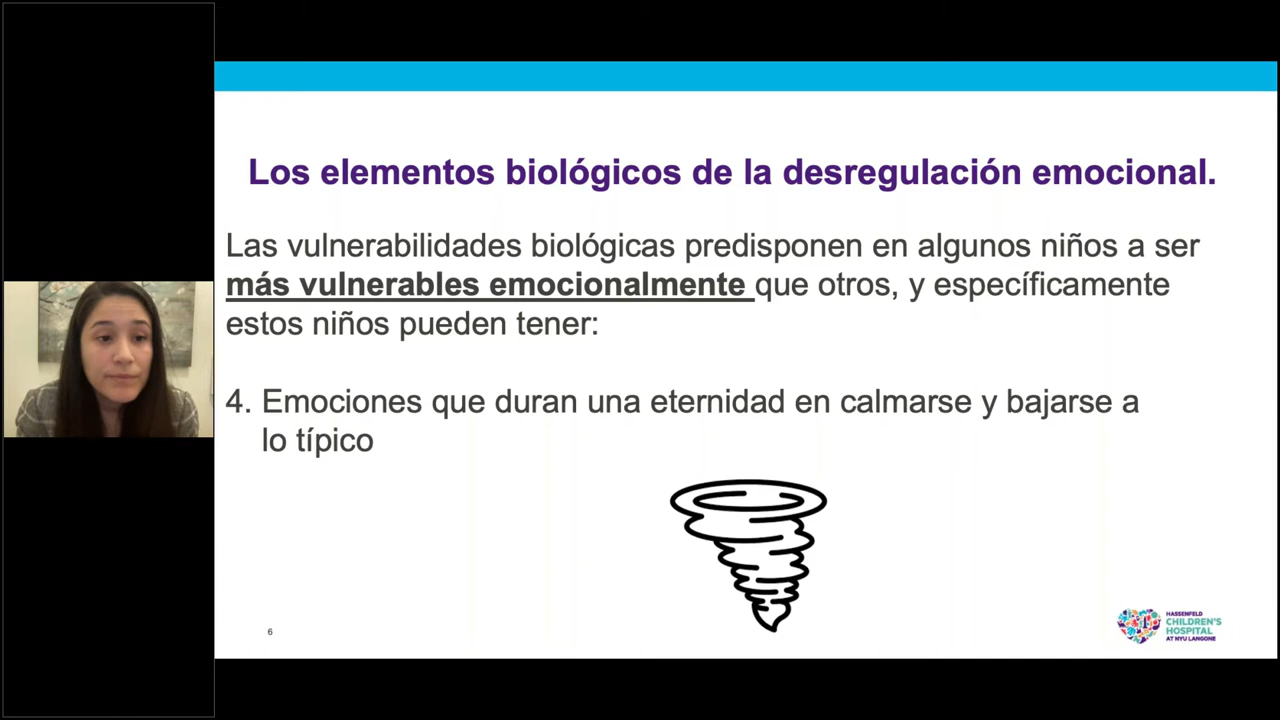 Los elementos biológicos de la desregulación emocional.
Las vulnerabilidades biológicas predisponen en algunos niños a ser
más vulnerables emocionalmente que otros, y específicamente
estos niños pueden tener:
4. Emociones que duran una eternidad en calmarse y bajarse a
lo típico
6
HASSENFELD
CHILDREN'S
HOSPITAL
AT NYU LANGONE